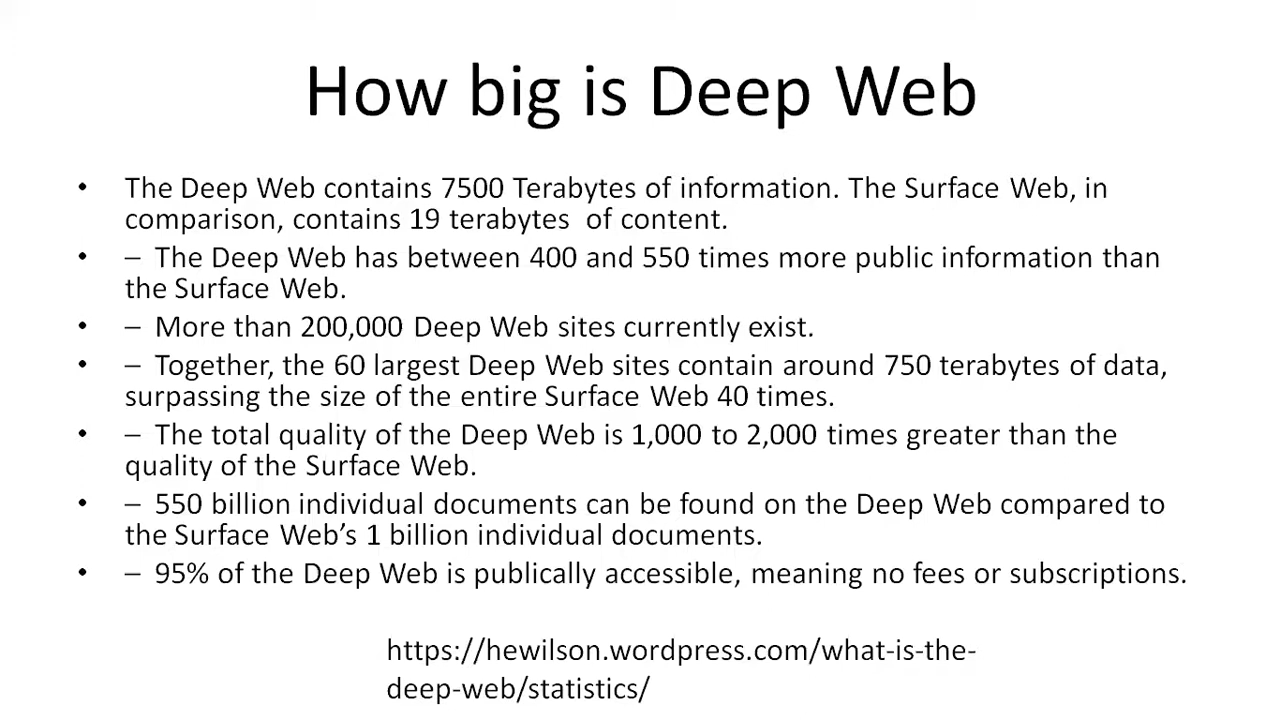 How big is Deep Web
• The Deep Web contains 7500 Terabytes of information. The Surface Web, in
comparison, contains 19 terabytes  of content.
• – The Deep Web has between 400 and 550 times more public information than
the Surface Web.
• – More than 200,000 Deep Web sites currently exist.
• – Together, the 60 largest Deep Web sites contain around 750 terabytes of data,
surpassing the size of the entire Surface Web 40 times.
• – The total quality of the Deep Web is 1,000 to 2,000 times greater than the
quality of the Surface Web.
• – 550 billion individual documents can be found on the Deep Web compared to
the Surface Web’s 1 billion individual documents.
• – 95% of the Deep Web is publically accessible, meaning no fees or subscriptions.
https://hewilson.wordpress.com/what-is-the-
deep-web/statistics/